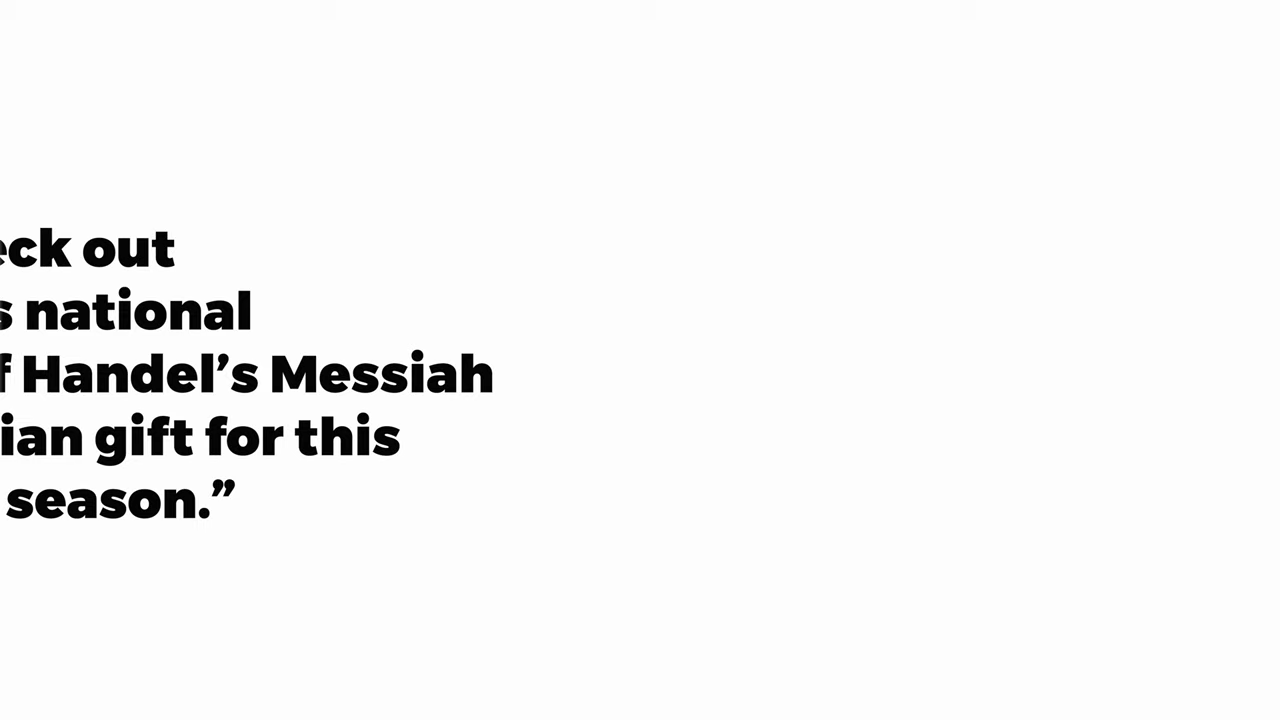 eck out
s national
f Handel’s Messiah
ian gift for this
season.”